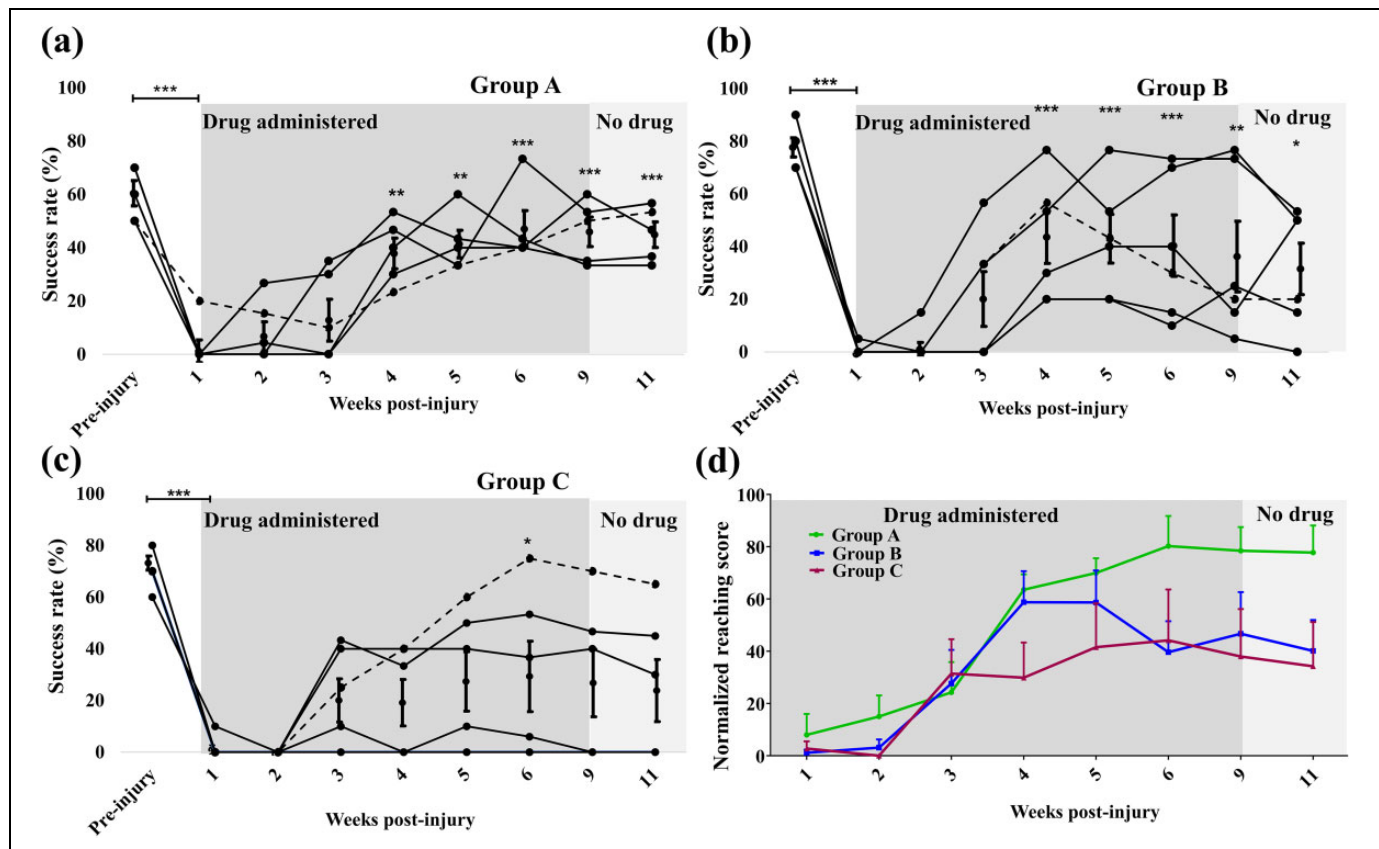 (a)
Group A
Success rate (%)
100
80
60
40
20
0
***
Drug administered
No drug
**
**
***
***
***
Pre-injury
1
2
3
4
5
6
9
11
Weeks post-injury
(b)
Group B
Success rate (%)
100
80
60
40
20
0
***
Drug administered
No drug
***
***
***
**
*
Pre-injury
1
2
3
4
5
6
9
11
Weeks post-injury
(c)
Group C
Success rate (%)
100
80
60
40
20
0
***
Drug administered
No drug
*
Pre-injury
1
2
3
4
5
6
9
11
Weeks post-injury
(d)
Normalized reaching score
100
80
60
40
20
0
Drug administered
No drug
Group A
Group B
Group C
1
2
3
4
5
6
9
11
Weeks post-injury